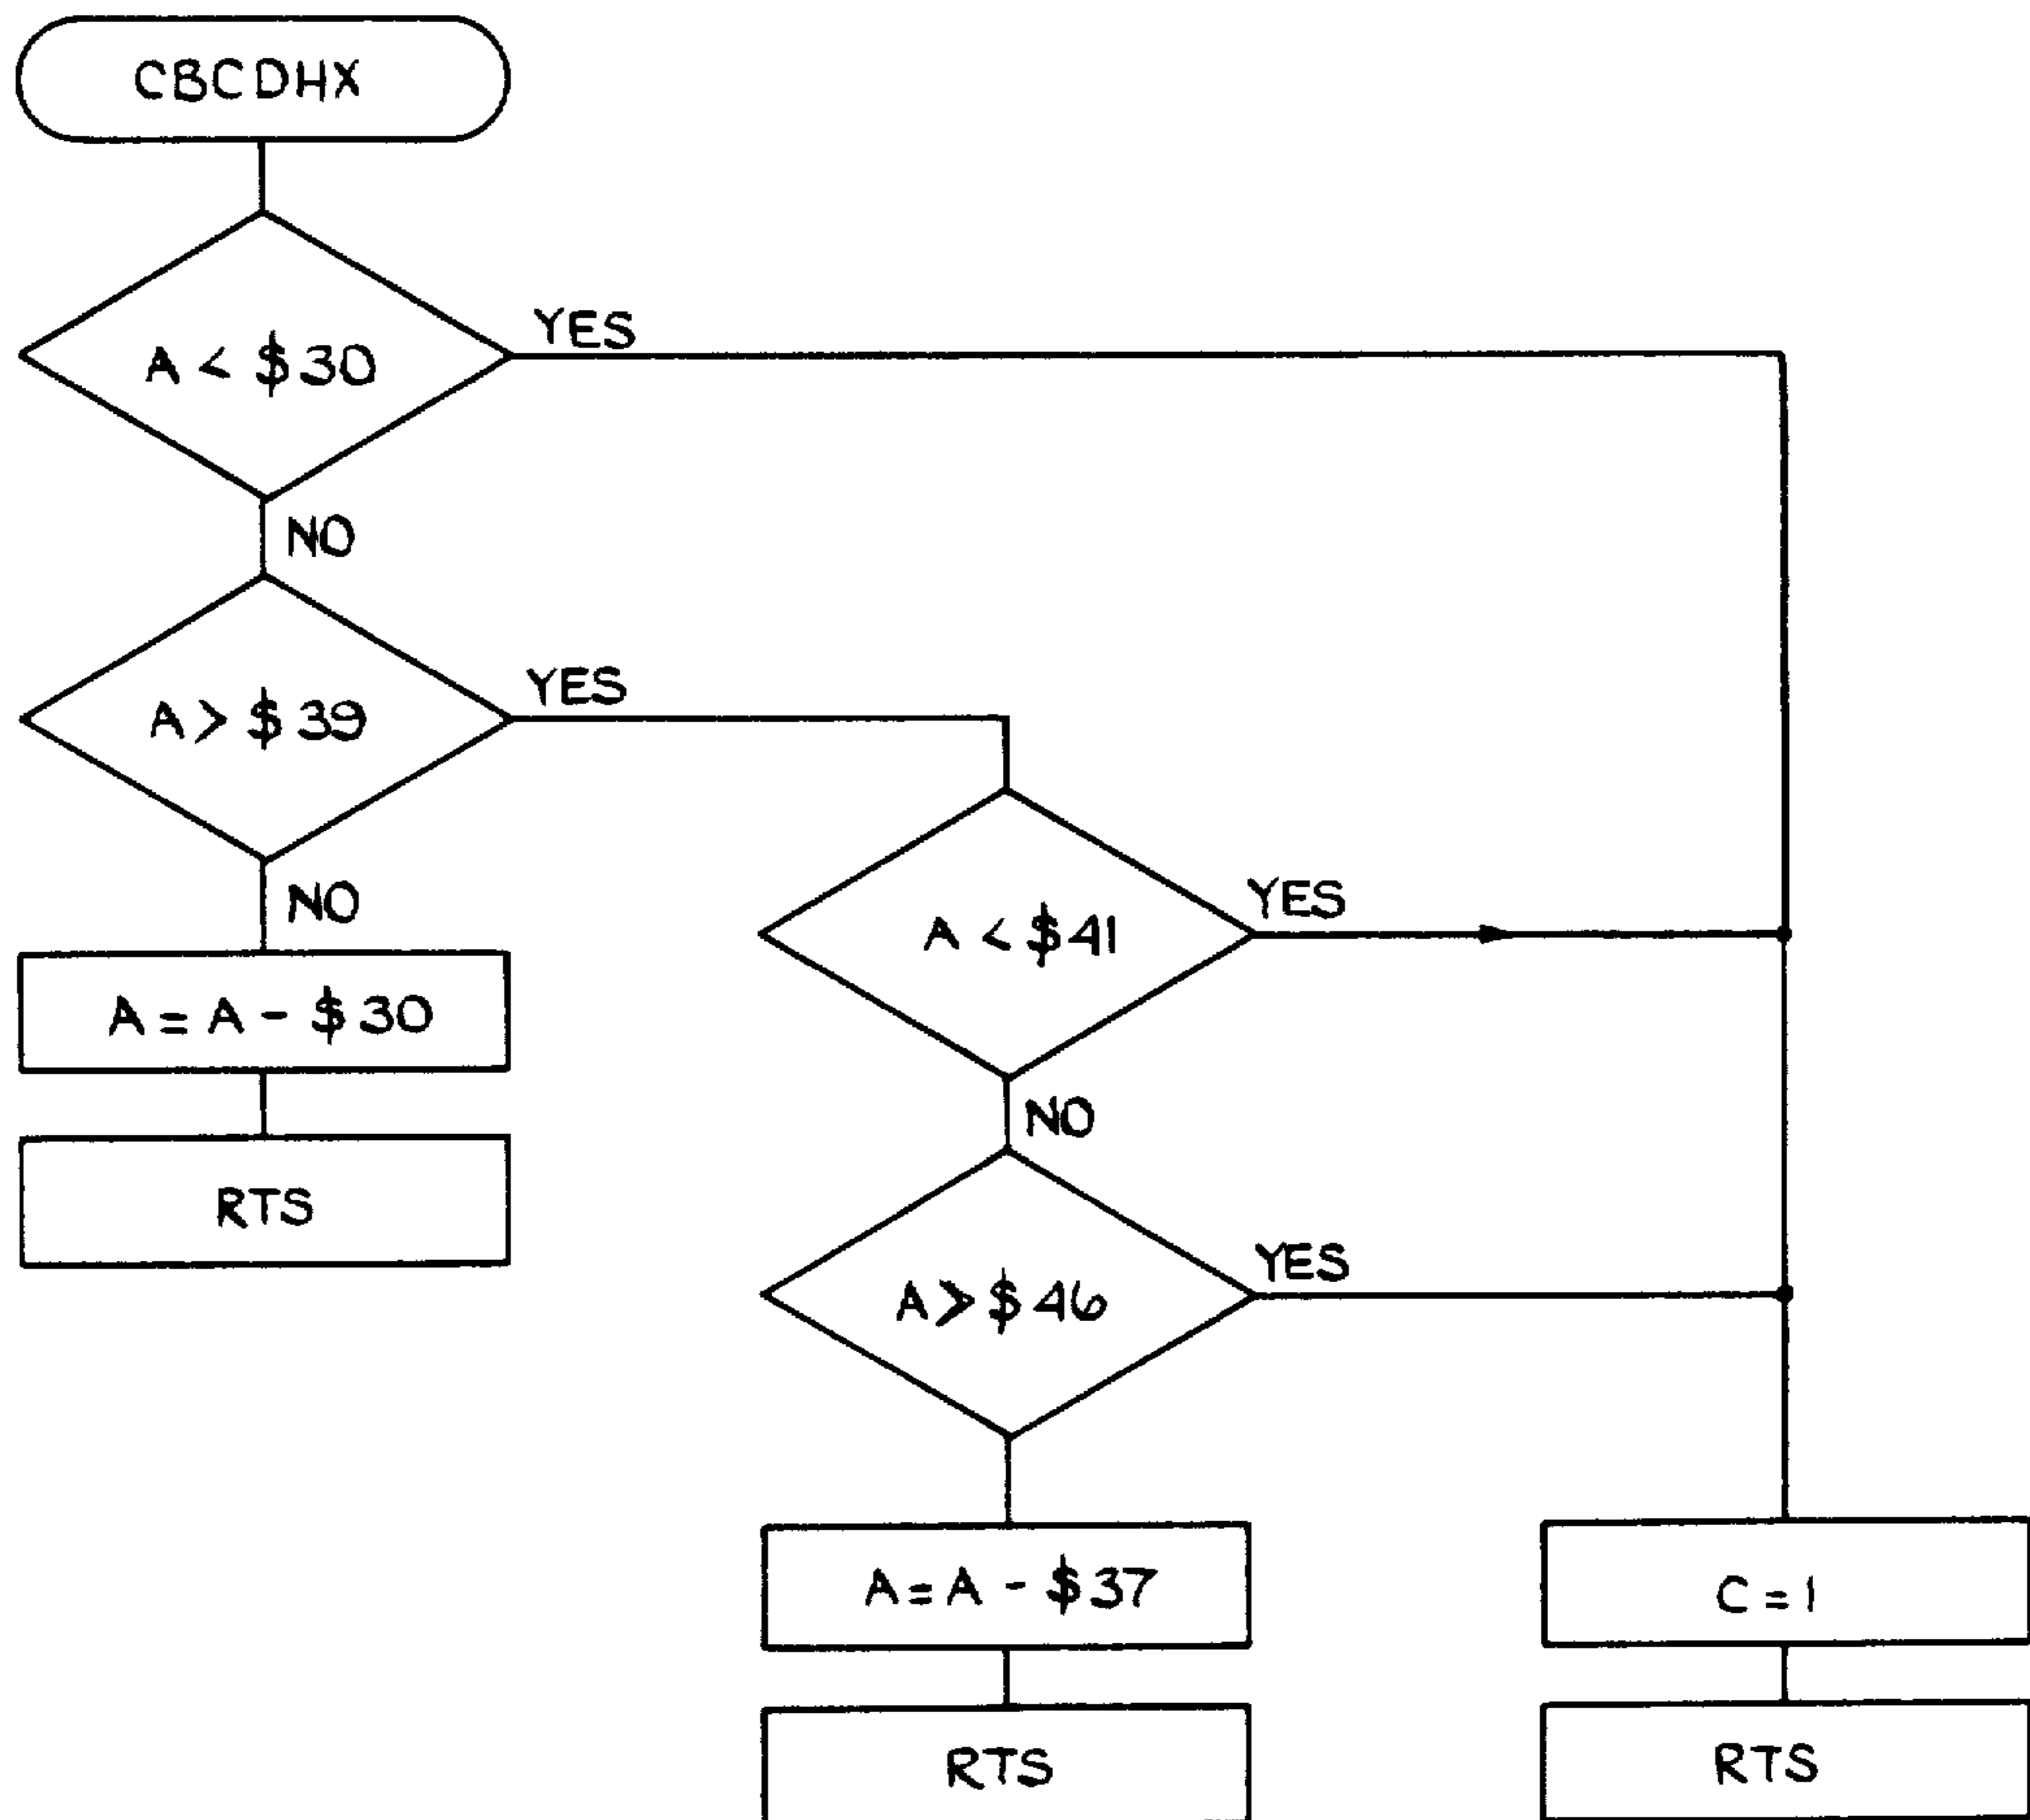 CBCDHX
YES
A < $30
NO
YES
A > $39
NO
YES
A < $41
A = A - $30
NO
RTS
YES
A > $46
A = A - $37
C = 1
RTS
RTS